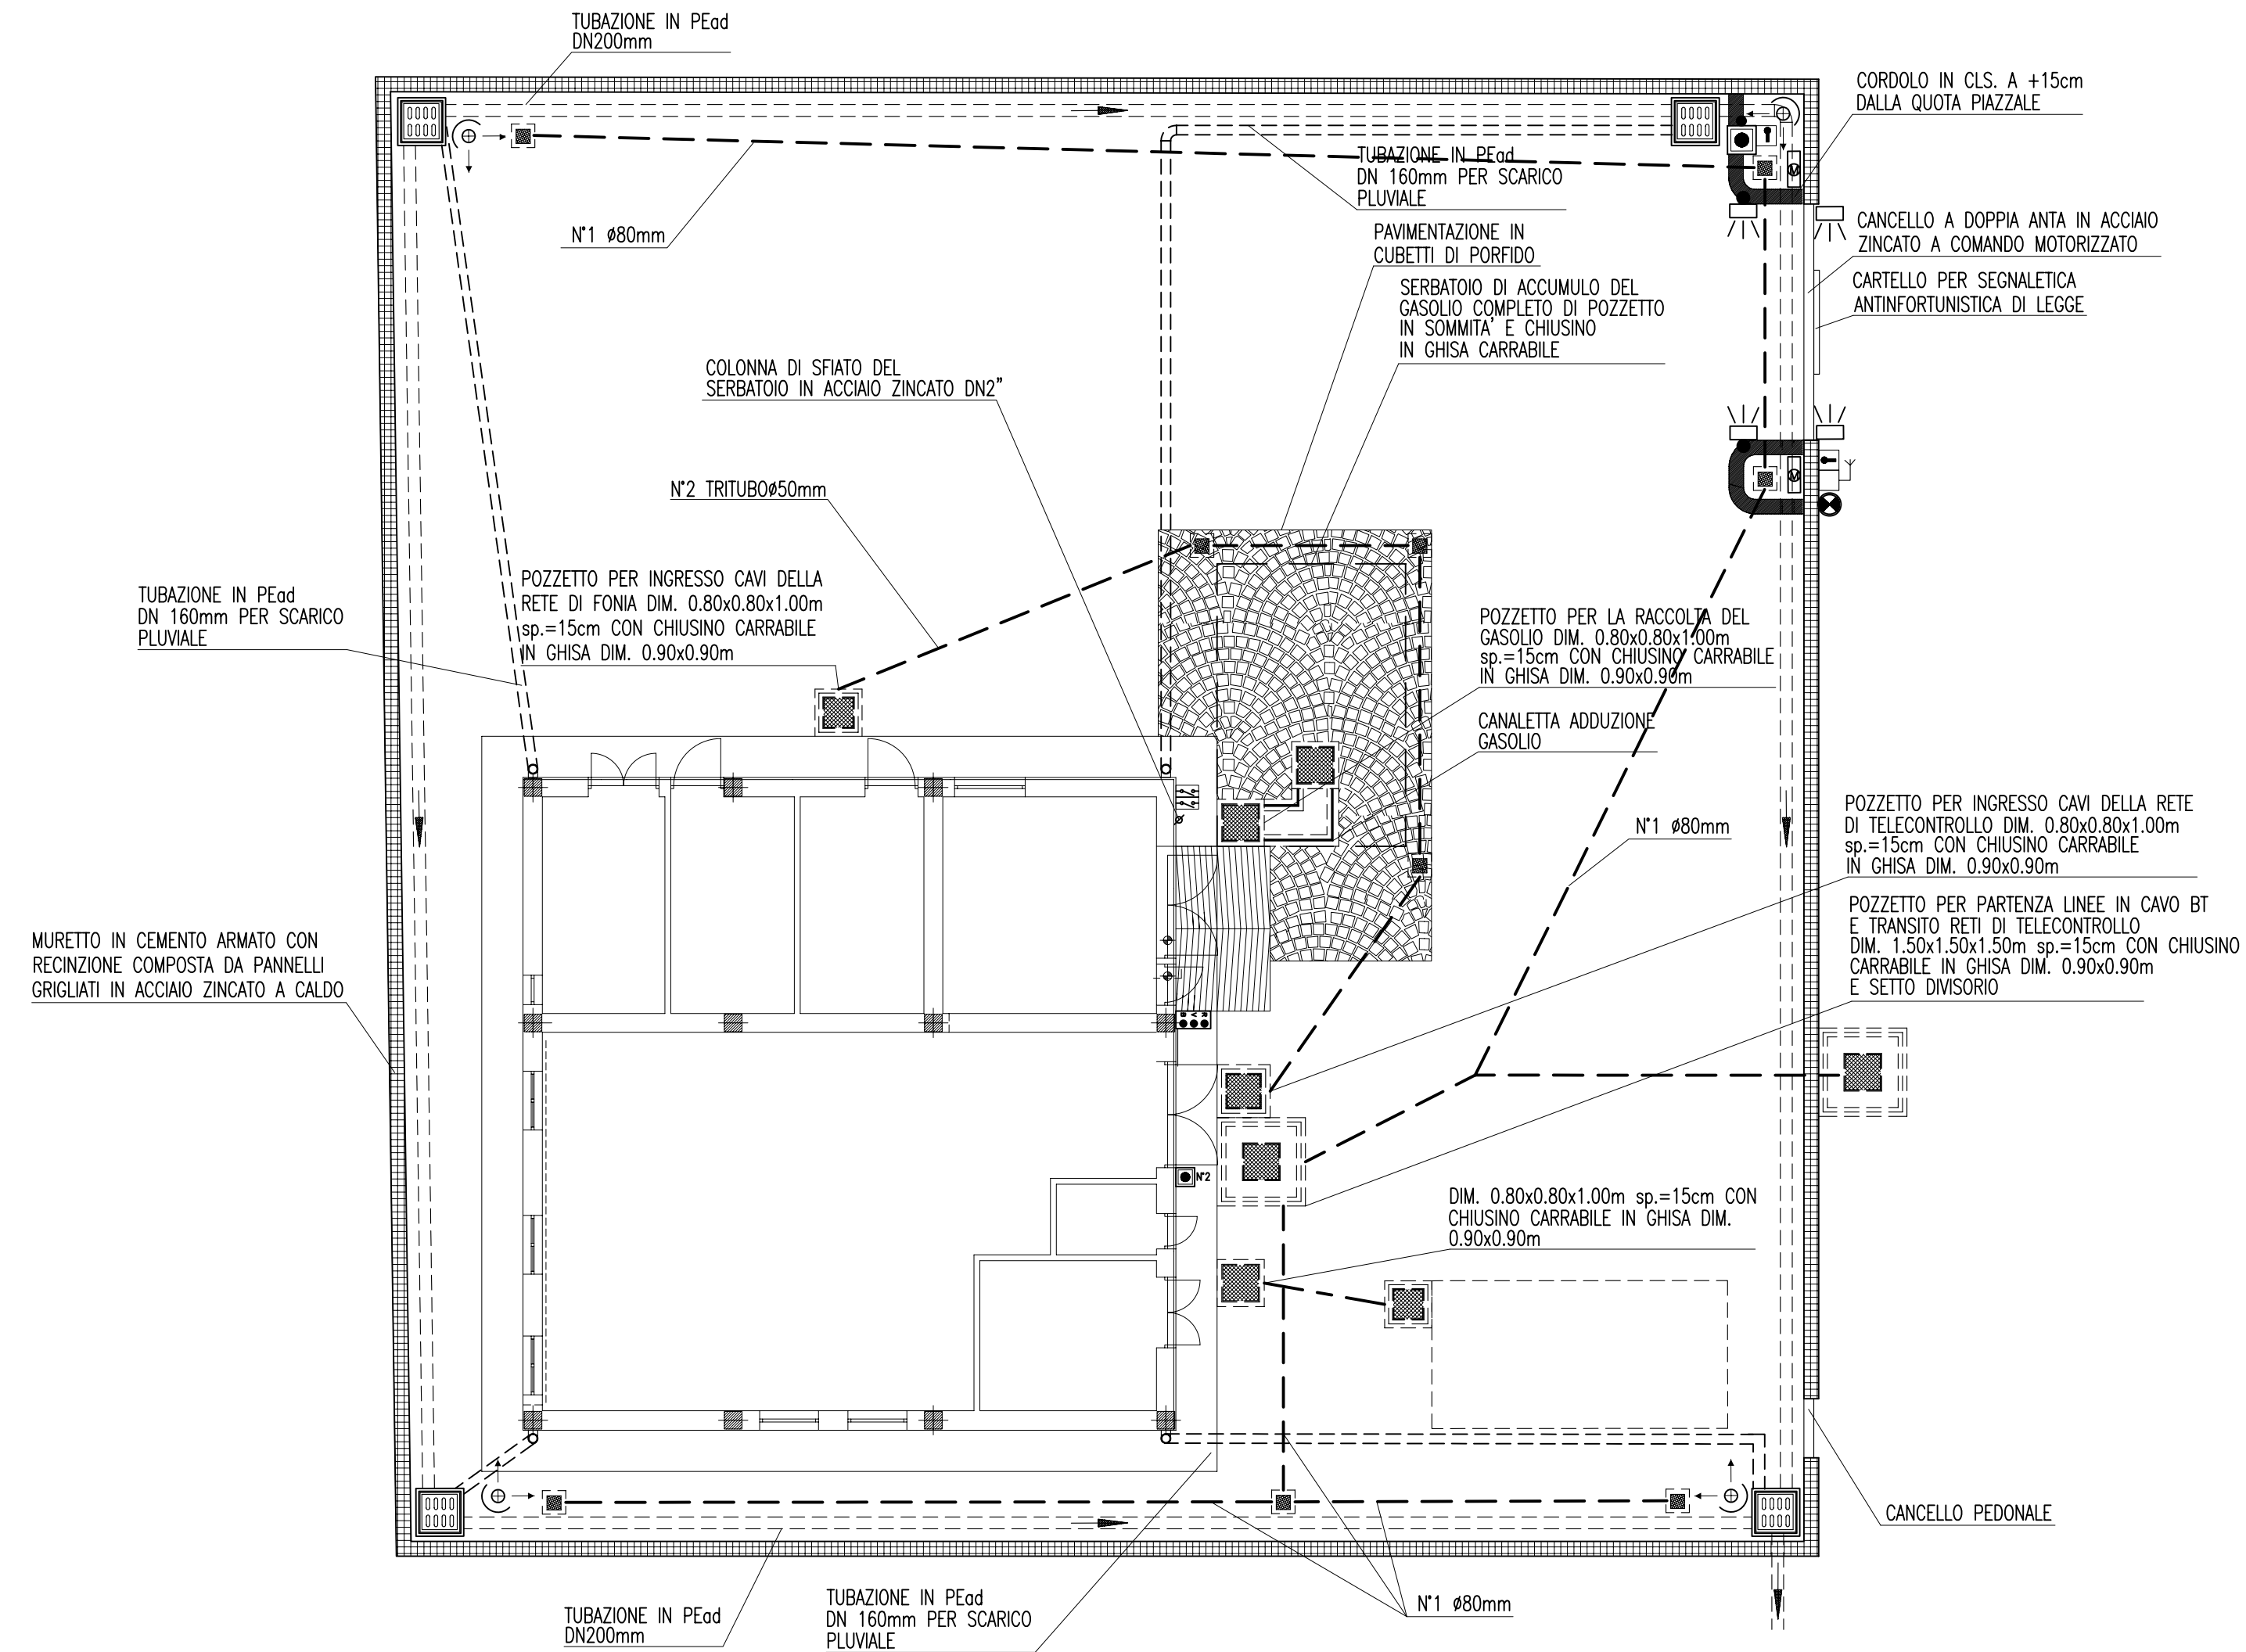 TUBAZIONE IN PEad
DN200mm
CORDOLO IN CLS. A +15cm
DALLA QUOTA PIAZZALE
TUBAZIONE IN PEad
DN 160mm PER SCARICO
PLUVIALE
M
N°1 ø80mm
PAVIMENTAZIONE IN
CUBETTI DI PORFIDO
CANCELLO A DOPPIA ANTA IN ACCIAIO
ZINCATO A COMANDO MOTORIZZATO
CARTELLO PER SEGNALETICA
ANTINFORTUNISTICA DI LEGGE
SERBATOIO DI ACCUMULO DEL
GASOLIO COMPLETO DI POZZETTO
IN SOMMITA' E CHIUSINO
IN GHISA CARRABILE
COLONNA DI SFIATO DEL
SERBATOIO IN ACCIAIO ZINCATO DN2"
M
N°2 TRITUBOø50mm
POZZETTO PER INGRESSO CAVI DELLA
RETE DI FONIA DIM. 0.80x0.80x1.00m
sp.=15cm CON CHIUSINO CARRABILE
IN GHISA DIM. 0.90x0.90m
TUBAZIONE IN PEad
DN 160mm PER SCARICO
PLUVIALE
POZZETTO PER LA RACCOLTA DEL
GASOLIO DIM. 0.80x0.80x1.00m
sp.=15cm CON CHIUSINO CARRABILE
IN GHISA DIM. 0.90x0.90m
CANALETTA ADDUZIONE
GASOLIO
N°1 ø80mm
POZZETTO PER INGRESSO CAVI DELLA RETE
DI TELECONTROLLO DIM. 0.80x0.80x1.00m
sp.=15cm CON CHIUSINO CARRABILE
IN GHISA DIM. 0.90x0.90m
POZZETTO PER PARTENZA LINEE IN CAVO BT
E TRANSITO RETI DI TELECONTROLLO
DIM. 1.50x1.50x1.50m sp.=15cm CON CHIUSINO
CARRABILE IN GHISA DIM. 0.90x0.90m
E SETTO DIVISORIO
MURETTO IN CEMENTO ARMATO CON
RECINZIONE COMPOSTA DA PANNELLI
GRIGLIATI IN ACCIAIO ZINCATO A CALDO
B V R
N°2
DIM. 0.80x0.80x1.00m sp.=15cm CON
CHIUSINO CARRABILE IN GHISA DIM.
0.90x0.90m
CANCELLO PEDONALE
TUBAZIONE IN PEad
DN200mm
TUBAZIONE IN PEad
DN 160mm PER SCARICO
PLUVIALE
N°1 ø80mm